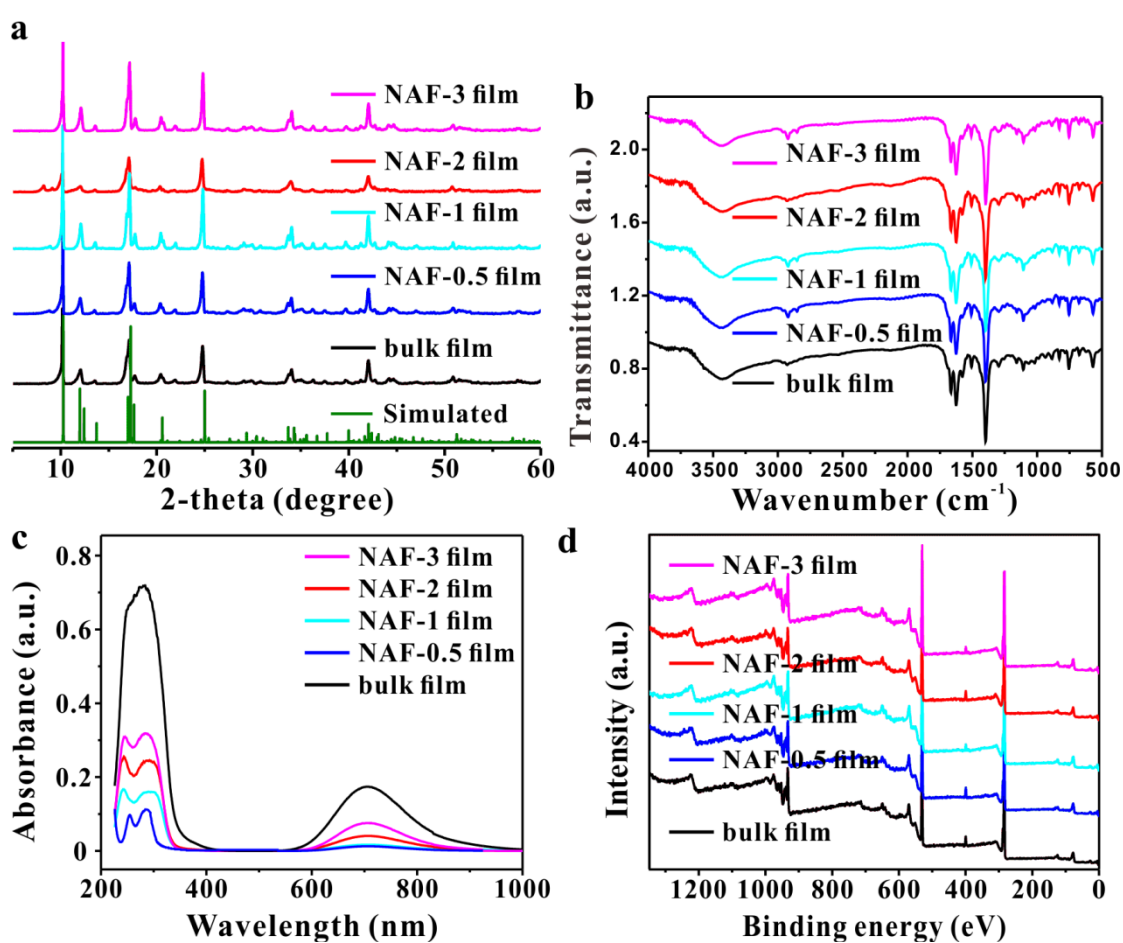 a
NAF-3 film
NAF-2 film
NAF-1 film
NAF-0.5 film
bulk film
Simulated
10 20 30 40 50 60
2-theta (degree)
b
Transmittance (a.u.)
2.0
1.6
1.2
0.8
0.4
NAF-3 film
NAF-2 film
NAF-1 film
NAF-0.5 film
bulk film
4000 3500 3000 2500 2000 1500 1000 500
Wavenumber (cm⁻¹)
c
Absorbance (a.u.)
0.8
0.6
0.4
0.2
0
NAF-3 film
NAF-2 film
NAF-1 film
NAF-0.5 film
bulk film
200 400 600 800 1000
Wavelength (nm)
d
Intensity (a.u.)
NAF-3 film
NAF-2 film
NAF-1 film
NAF-0.5 film
bulk film
1200 1000 800 600 400 200 0
Binding energy (eV)